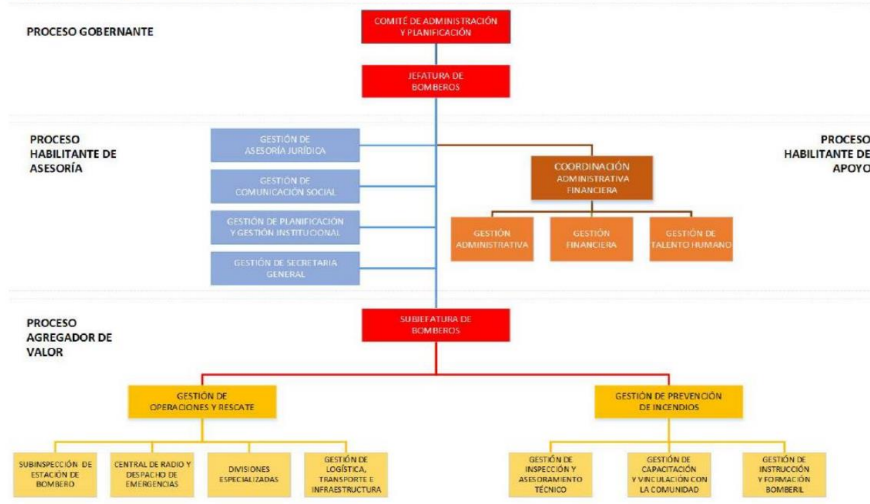 PROCESO GOBERNANTE
COMITÉ DE ADMINISTRACIÓN
Y PLANIFICACIÓN
JEFATURA DE
BOMBEROS
PROCESO
HABILITANTE DE
ASESORÍA
GESTIÓN DE
ASESORÍA JURÍDICA
GESTIÓN DE
COMUNICACIÓN SOCIAL
GESTIÓN DE PLANIFICACIÓN
Y GESTIÓN INSTITUCIONAL
GESTIÓN DE SECRETARIA
GENERAL
COORDINACIÓN
ADMINISTRATIVA
FINANCIERA
PROCESO
HABILITANTE DE
APOYO
GESTIÓN
ADMINISTRATIVA
GESTIÓN
FINANCIERA
GESTIÓN DE
TALENTO HUMANO
PROCESO
AGREGADOR DE
VALOR
SUBJEFATURA DE
BOMBEROS
GESTIÓN DE
OPERACIONES Y RESCATE
GESTIÓN DE PREVENCIÓN
DE INCENDIOS
SUBINSPECCIÓN DE
ESTACIÓN DE
BOMBERO
CENTRAL DE RADIO Y
DESPACHO DE
EMERGENCIAS
DIVISIONES
ESPECIALIZADAS
GESTIÓN DE
LOGÍSTICA,
TRANSPORTE E
INFRAESTRUCTURA
GESTIÓN DE
INSPECCIÓN Y
ASESORAMIENTO
TÉCNICO
GESTIÓN DE
CAPACITACIÓN
Y VINCULACIÓN CON
LA COMUNIDAD
GESTIÓN DE
INSTRUCCIÓN
Y FORMACIÓN
BOMBERIL